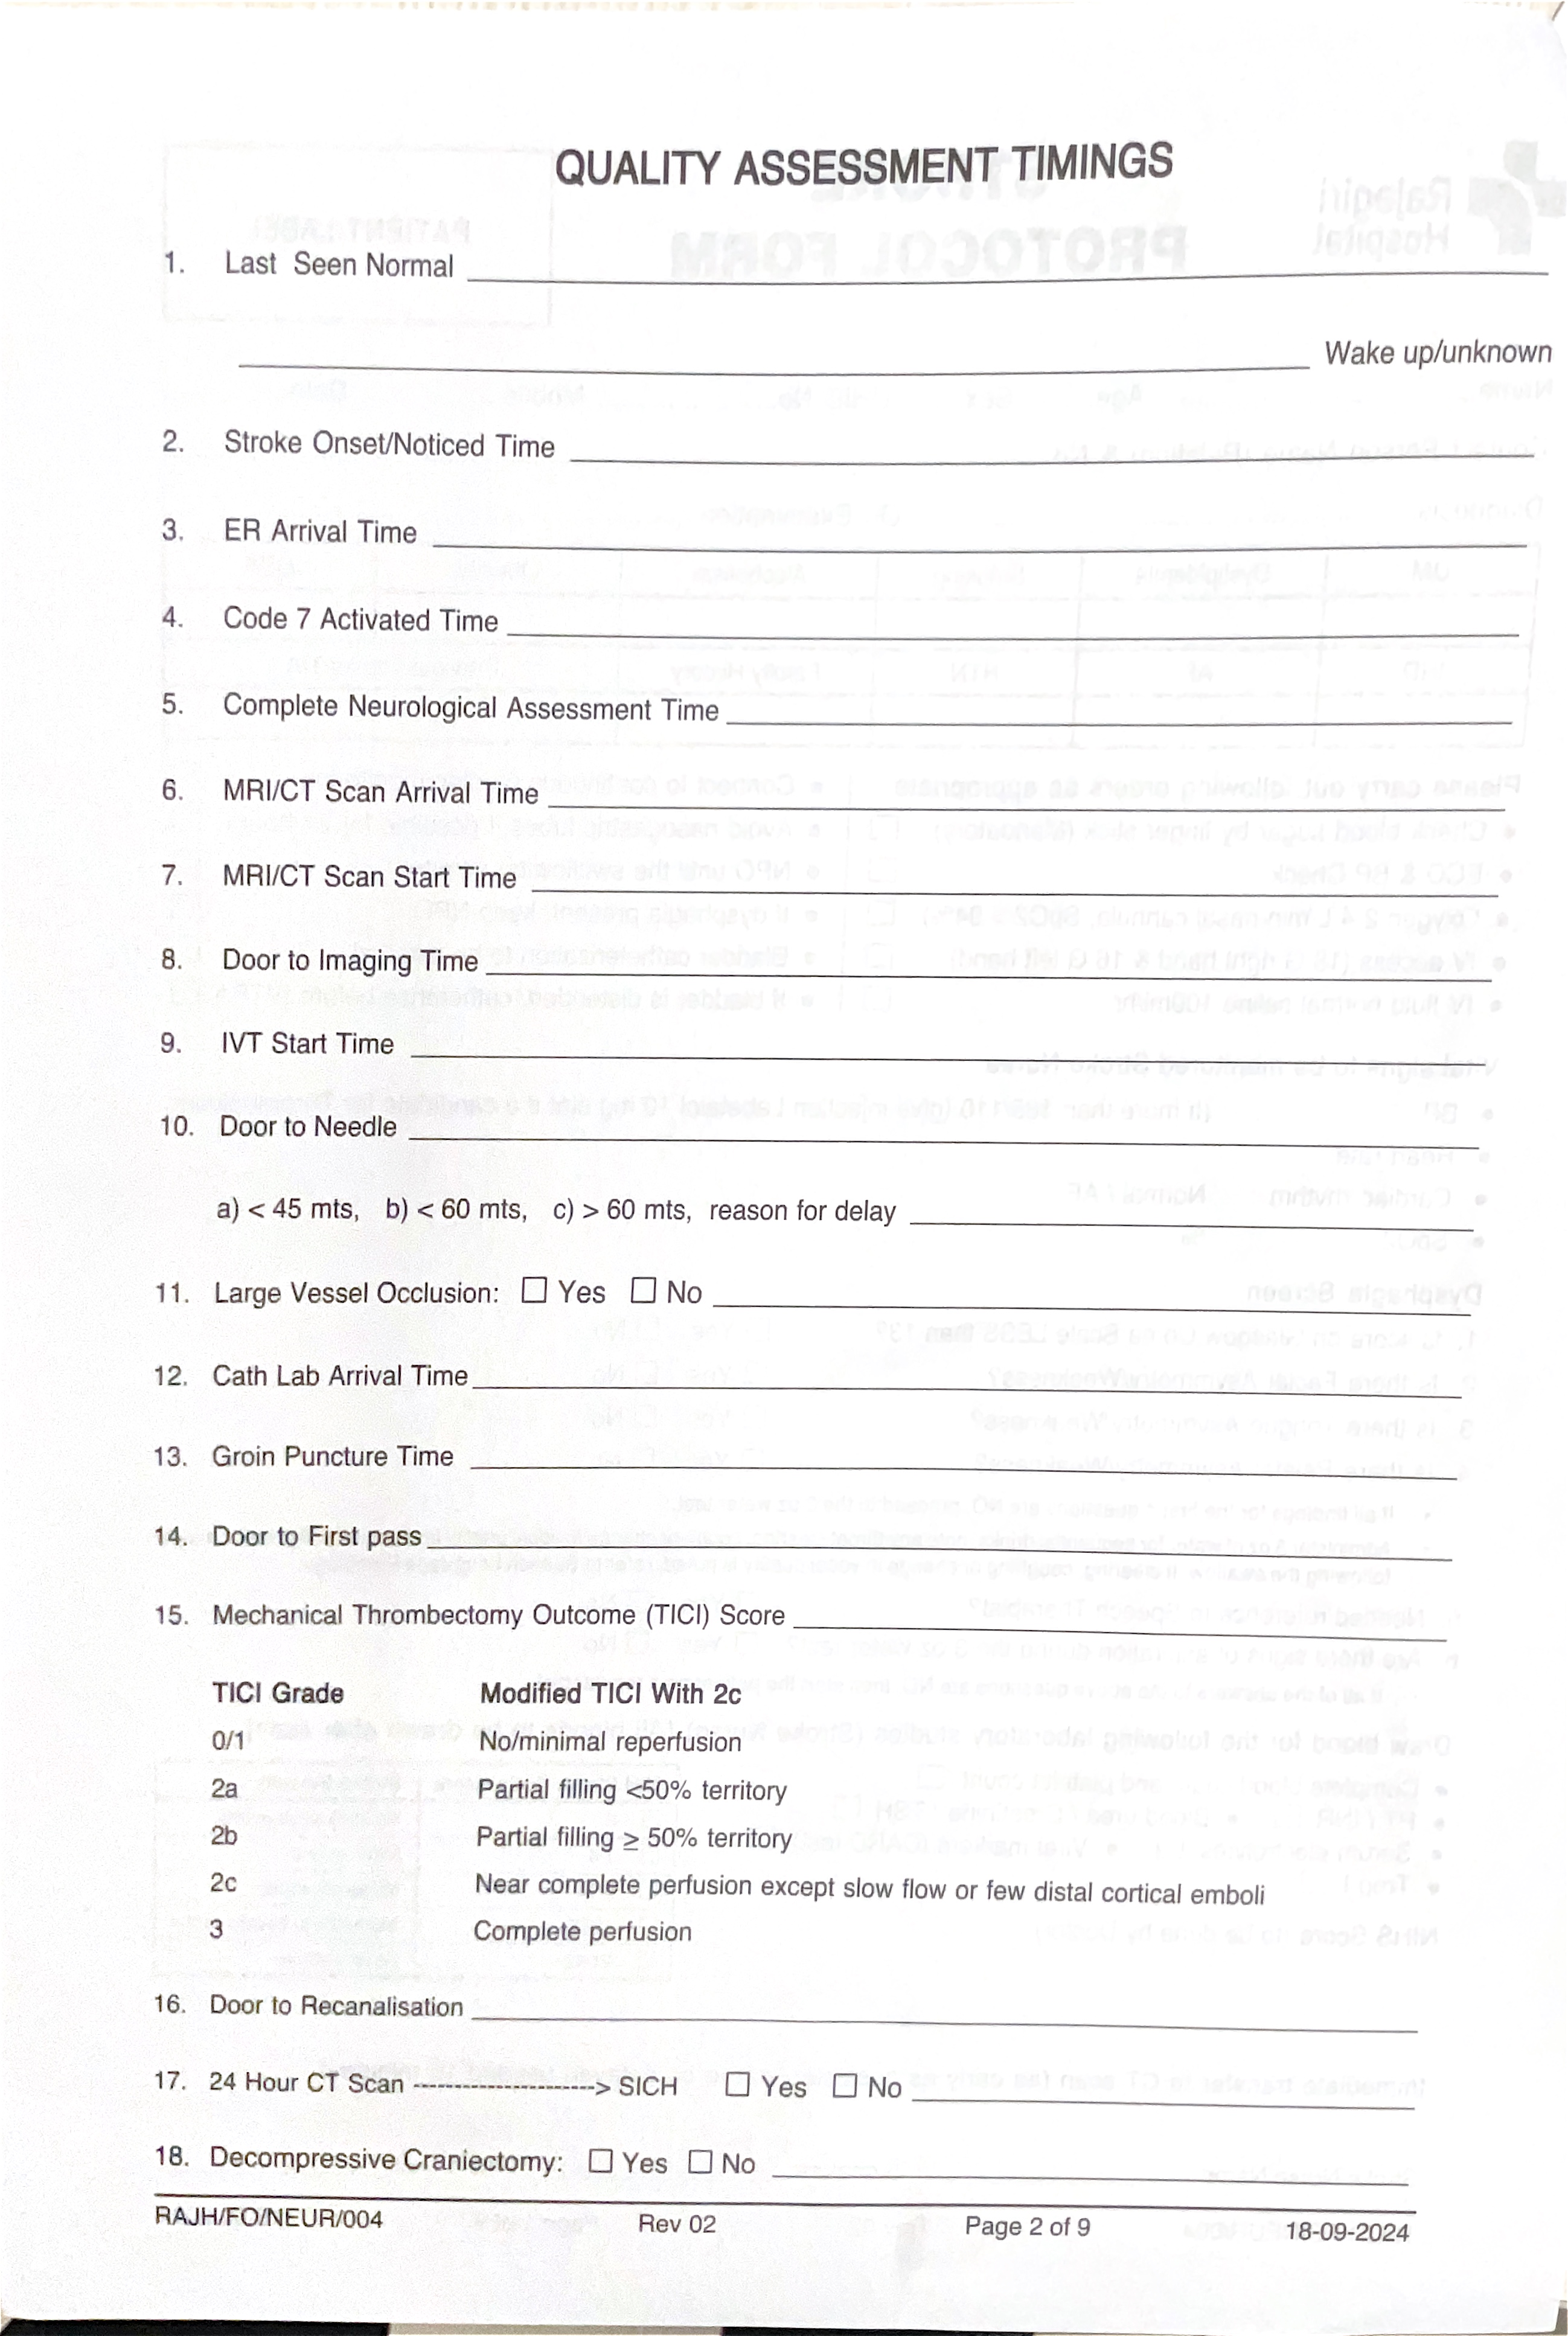 QUALITY ASSESSMENT TIMINGS
1. Last Seen Normal
Wake up/unknown
2. Stroke Onset/Noticed Time
3. ER Arrival Time
4. Code 7 Activated Time
5. Complete Neurological Assessment Time
6. MRI/CT Scan Arrival Time
7. MRI/CT Scan Start Time
8. Door to Imaging Time
9. IVT Start Time
10. Door to Needle
a) < 45 mts, b) < 60 mts, c) > 60 mts, reason for delay
11. Large Vessel Occlusion: ☐ Yes ☐ No
12. Cath Lab Arrival Time
13. Groin Puncture Time
14. Door to First pass
15. Mechanical Thrombectomy Outcome (TICI) Score
TICI Grade Modified TICI With 2c
0/1 No/minimal reperfusion
2a Partial filling <50% territory
2b Partial filling ≥ 50% territory
2c Near complete perfusion except slow flow or few distal cortical emboli
3 Complete perfusion
16. Door to Recanalisation
17. 24 Hour CT Scan --------------------> SICH ☐ Yes ☐ No
18. Decompressive Craniectomy: ☐ Yes ☐ No
RAJH/FO/NEUR/004 Rev 02 Page 2 of 9 18-09-2024